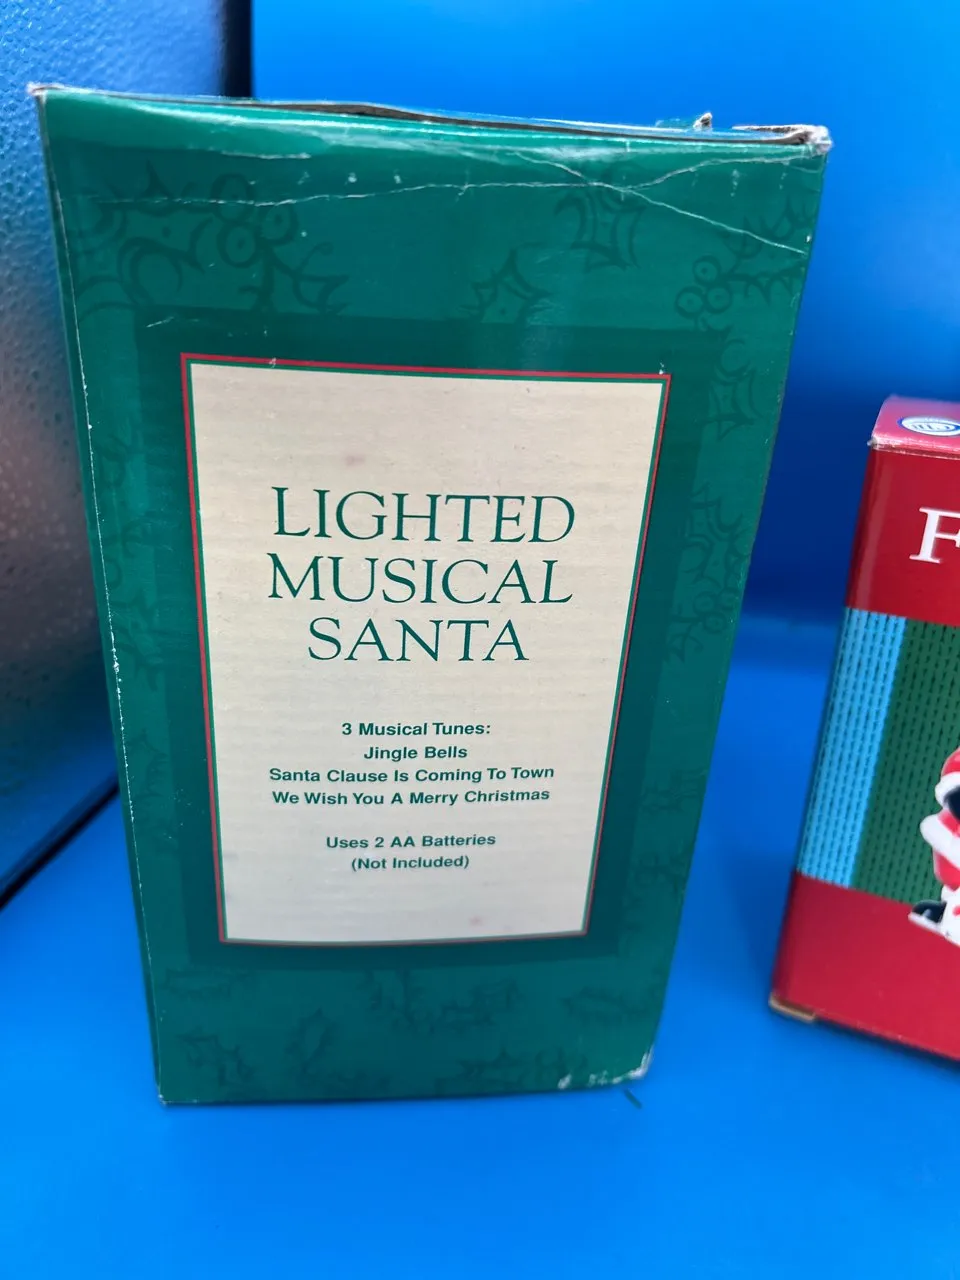 LIGHTED
MUSICAL
SANTA
3 Musical Tunes:
Jingle Bells
Santa Clause Is Coming To Town
We Wish You A Merry Christmas
Uses 2 AA Batteries
(Not Included)
F